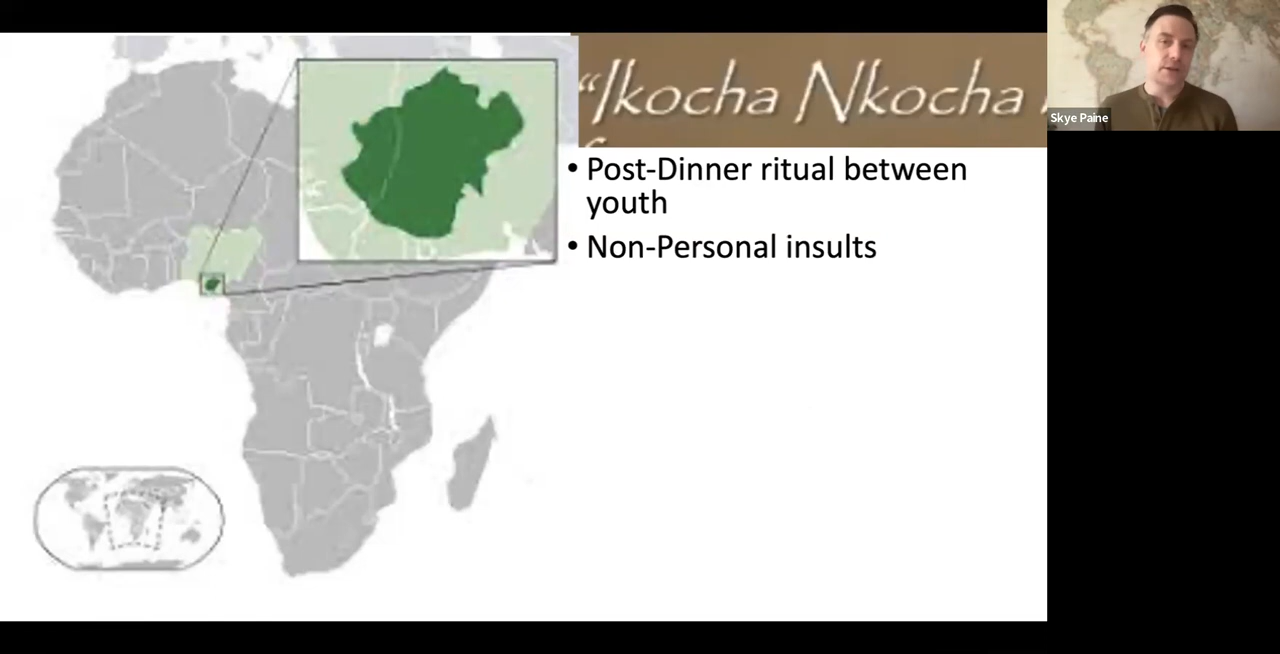 “Ikocha Nkocha
Skye Paine
• Post-Dinner ritual between
youth
• Non-Personal insults